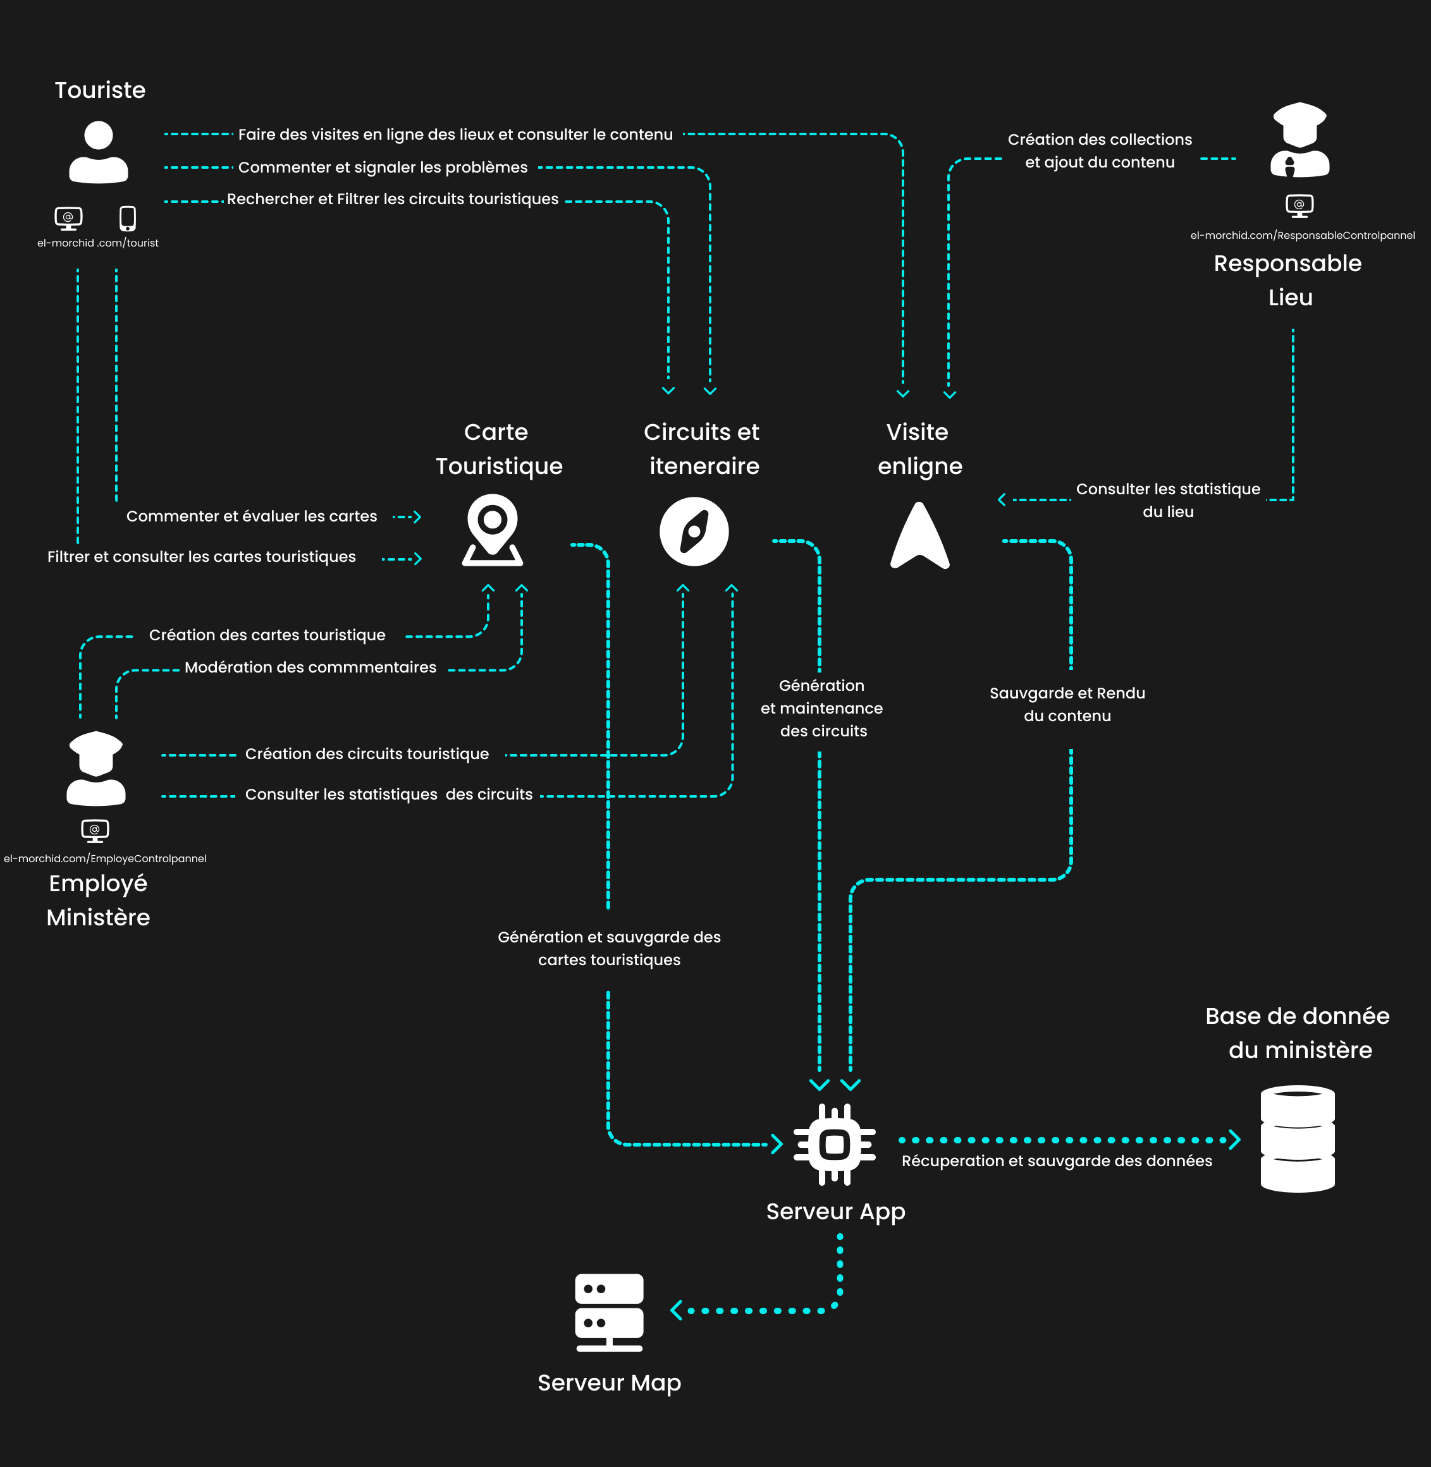 Touriste
Faire des visites en ligne des lieux et consulter le contenu
Commenter et signaler les problèmes
Rechercher et Filtrer les circuits touristiques
@
el-morchid .com/tourist
Création des collections
et ajout du contenu
@
el-morchid.com/ResponsableControlpannel
Responsable
Lieu
Carte
Touristique
Circuits et
iteneraire
Visite
enligne
Consulter les statistique
du lieu
Commenter et évaluer les cartes
Filtrer et consulter les cartes touristiques
Création des cartes touristique
Modération des commmentaires
Génération
et maintenance
des circuits
Sauvgarde et Rendu
du contenu
Création des circuits touristique
Consulter les statistiques  des circuits
@
el-morchid.com/EmployeControlpannel
Employé
Ministère
Génération et sauvgarde des
cartes touristiques
Base de donnée
du ministère
Récuperation et sauvgarde des données
Serveur App
Serveur Map